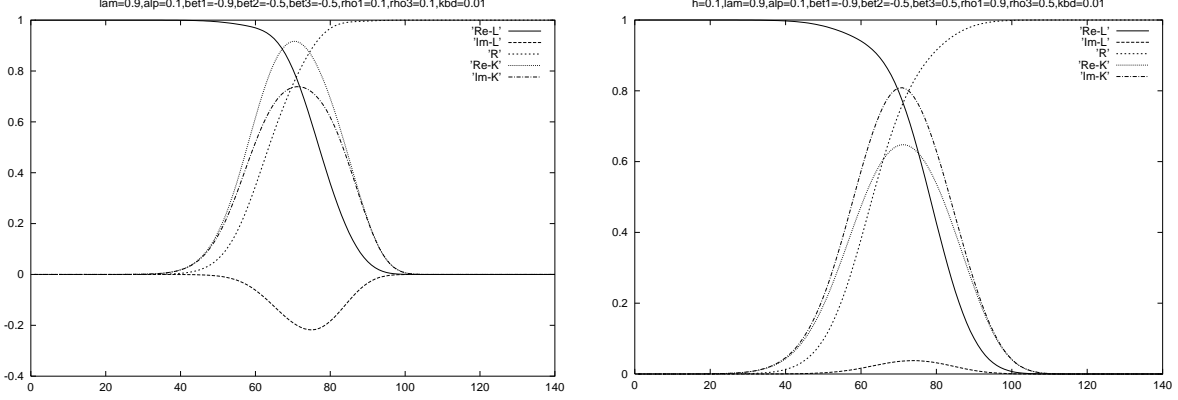 lam=0.9,alp=0.1,bet1=-0.9,bet2=-0.5,bet3=-0.5,rho1=0.1,rho3=0.1,kbd=0.01
1
0.8
0.6
0.4
0.2
0
-0.2
-0.4
0 20 40 60 80 100 120 140
'Re-L'
'Im-L'
'R'
'Re-K'
'Im-K'
h=0.1,lam=0.9,alp=0.1,bet1=-0.9,bet2=-0.5,bet3=0.5,rho1=0.9,rho3=0.5,kbd=0.01
1
0.8
0.6
0.4
0.2
0
0 20 40 60 80 100 120 140
'Re-L'
'Im-L'
'R'
'Re-K'
'Im-K'